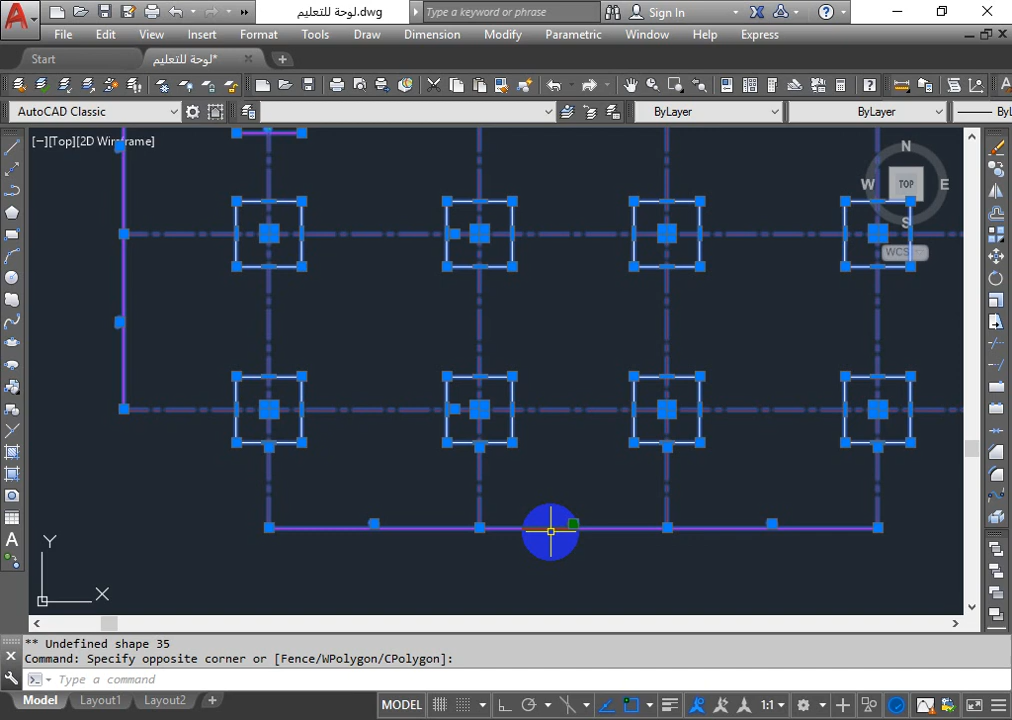 لوحة للتعليم.dwg
Type a keyword or phrase
Sign In
File Edit View Insert Format Tools Draw Dimension Modify Parametric Window Help Express
Start
لوحة للتعليم*
AutoCAD Classic
ByLayer
ByLayer
[−][Top][2D Wireframe]
N
W TOP E
S
WCS
Y
X
** Undefined shape 35
Command: Specify opposite corner or [Fence/WPolygon/CPolygon]:
Type a command
Model Layout1 Layout2
MODEL
1:1